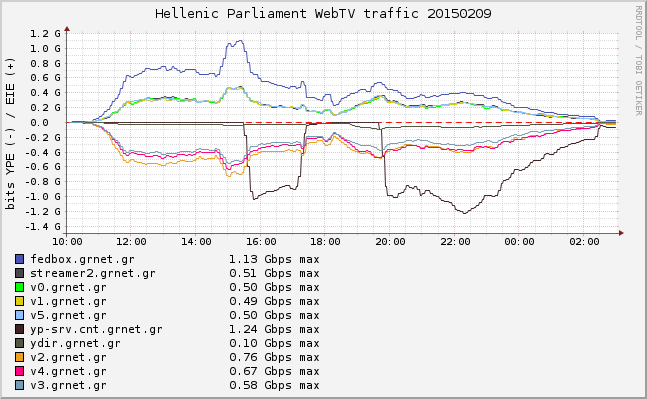 Hellenic Parliament WebTV traffic 20150209
RRDTOOL / TOBI OETIKER
bits YPE (-) / EIE (+)
1.2 G
1.0 G
0.8 G
0.6 G
0.4 G
0.2 G
0.0 G
-0.2 G
-0.4 G
-0.6 G
-0.8 G
-1.0 G
-1.2 G
-1.4 G
10:00 12:00 14:00 16:00 18:00 20:00 22:00 00:00 02:00
fedbox.grnet.gr 1.13 Gbps max
streamer2.grnet.gr 0.51 Gbps max
v0.grnet.gr 0.50 Gbps max
v1.grnet.gr 0.49 Gbps max
v5.grnet.gr 0.50 Gbps max
yp-srv.cnt.grnet.gr 1.24 Gbps max
ydir.grnet.gr 0.10 Gbps max
v2.grnet.gr 0.76 Gbps max
v4.grnet.gr 0.67 Gbps max
v3.grnet.gr 0.58 Gbps max